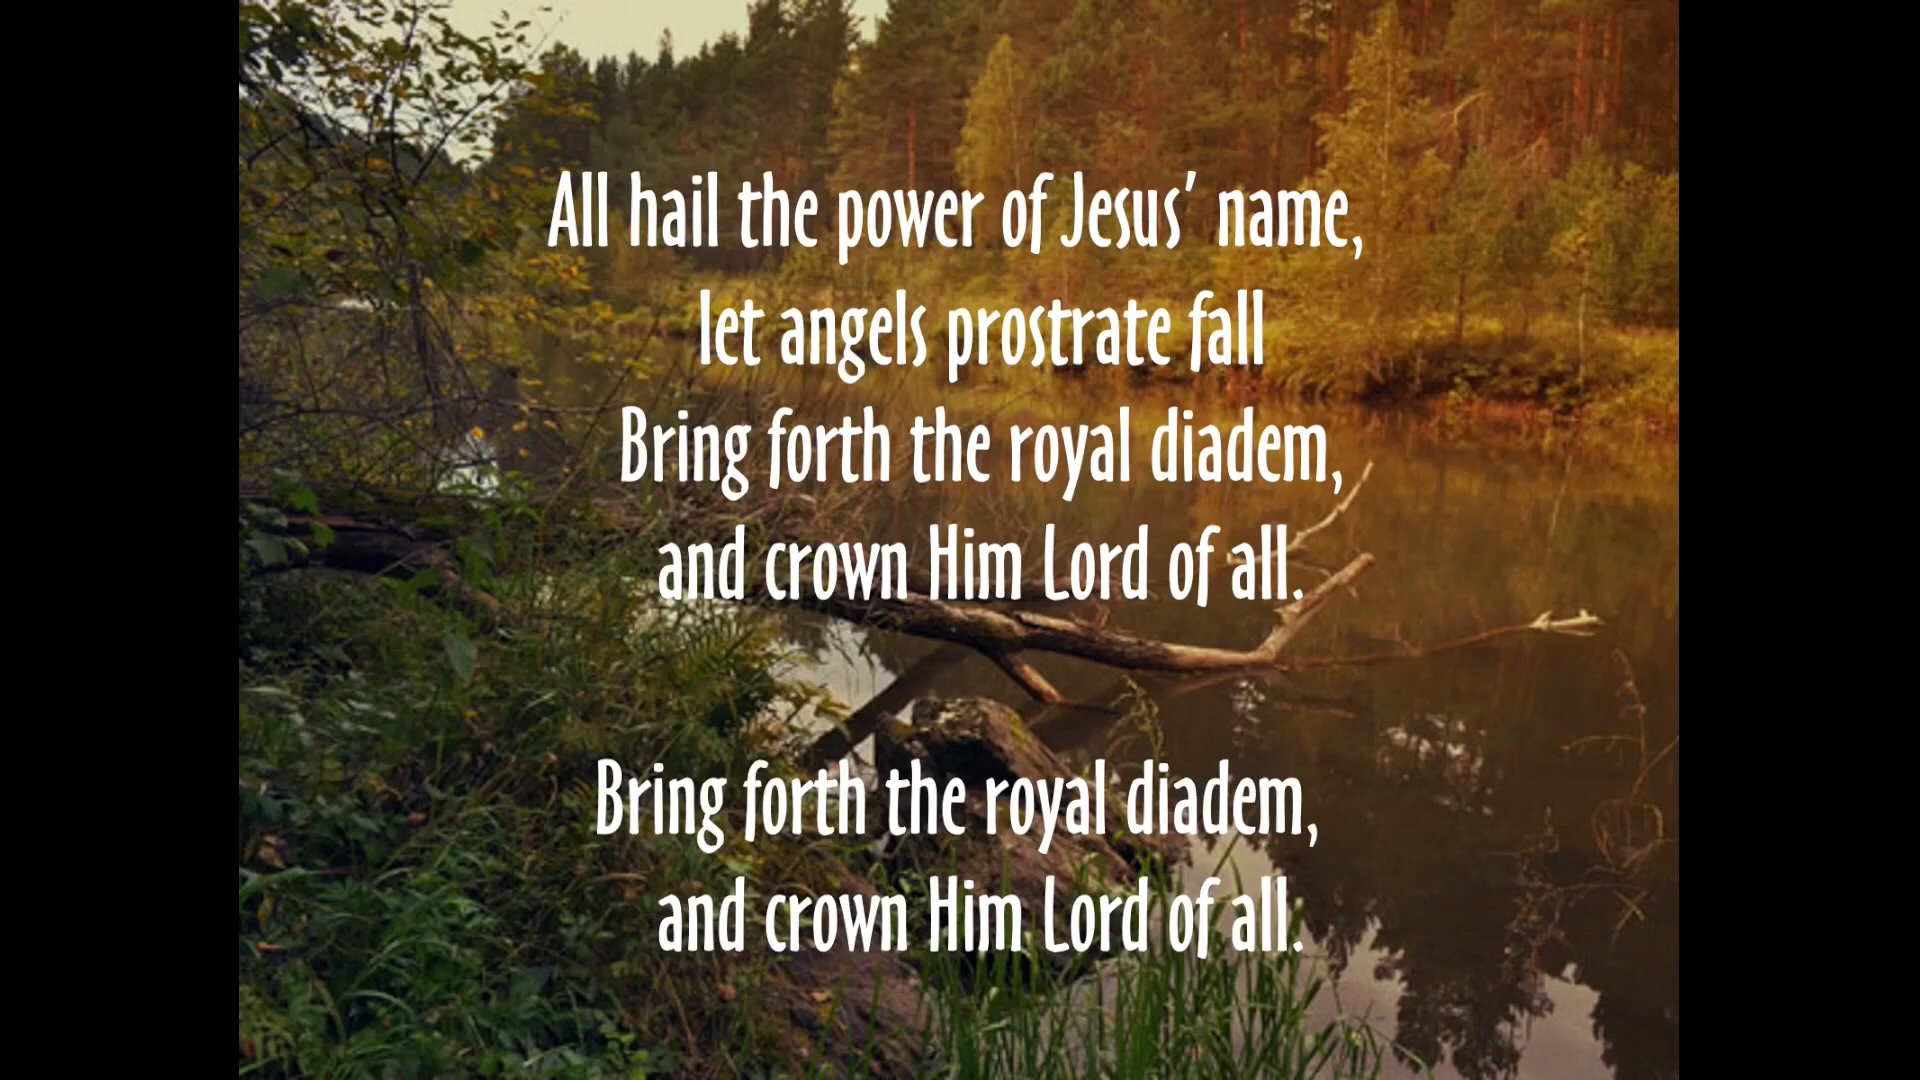 All hail the power of Jesus’ name,
let angels prostrate fall
Bring forth the royal diadem,
and crown Him Lord of all.
Bring forth the royal diadem,
and crown Him Lord of all.